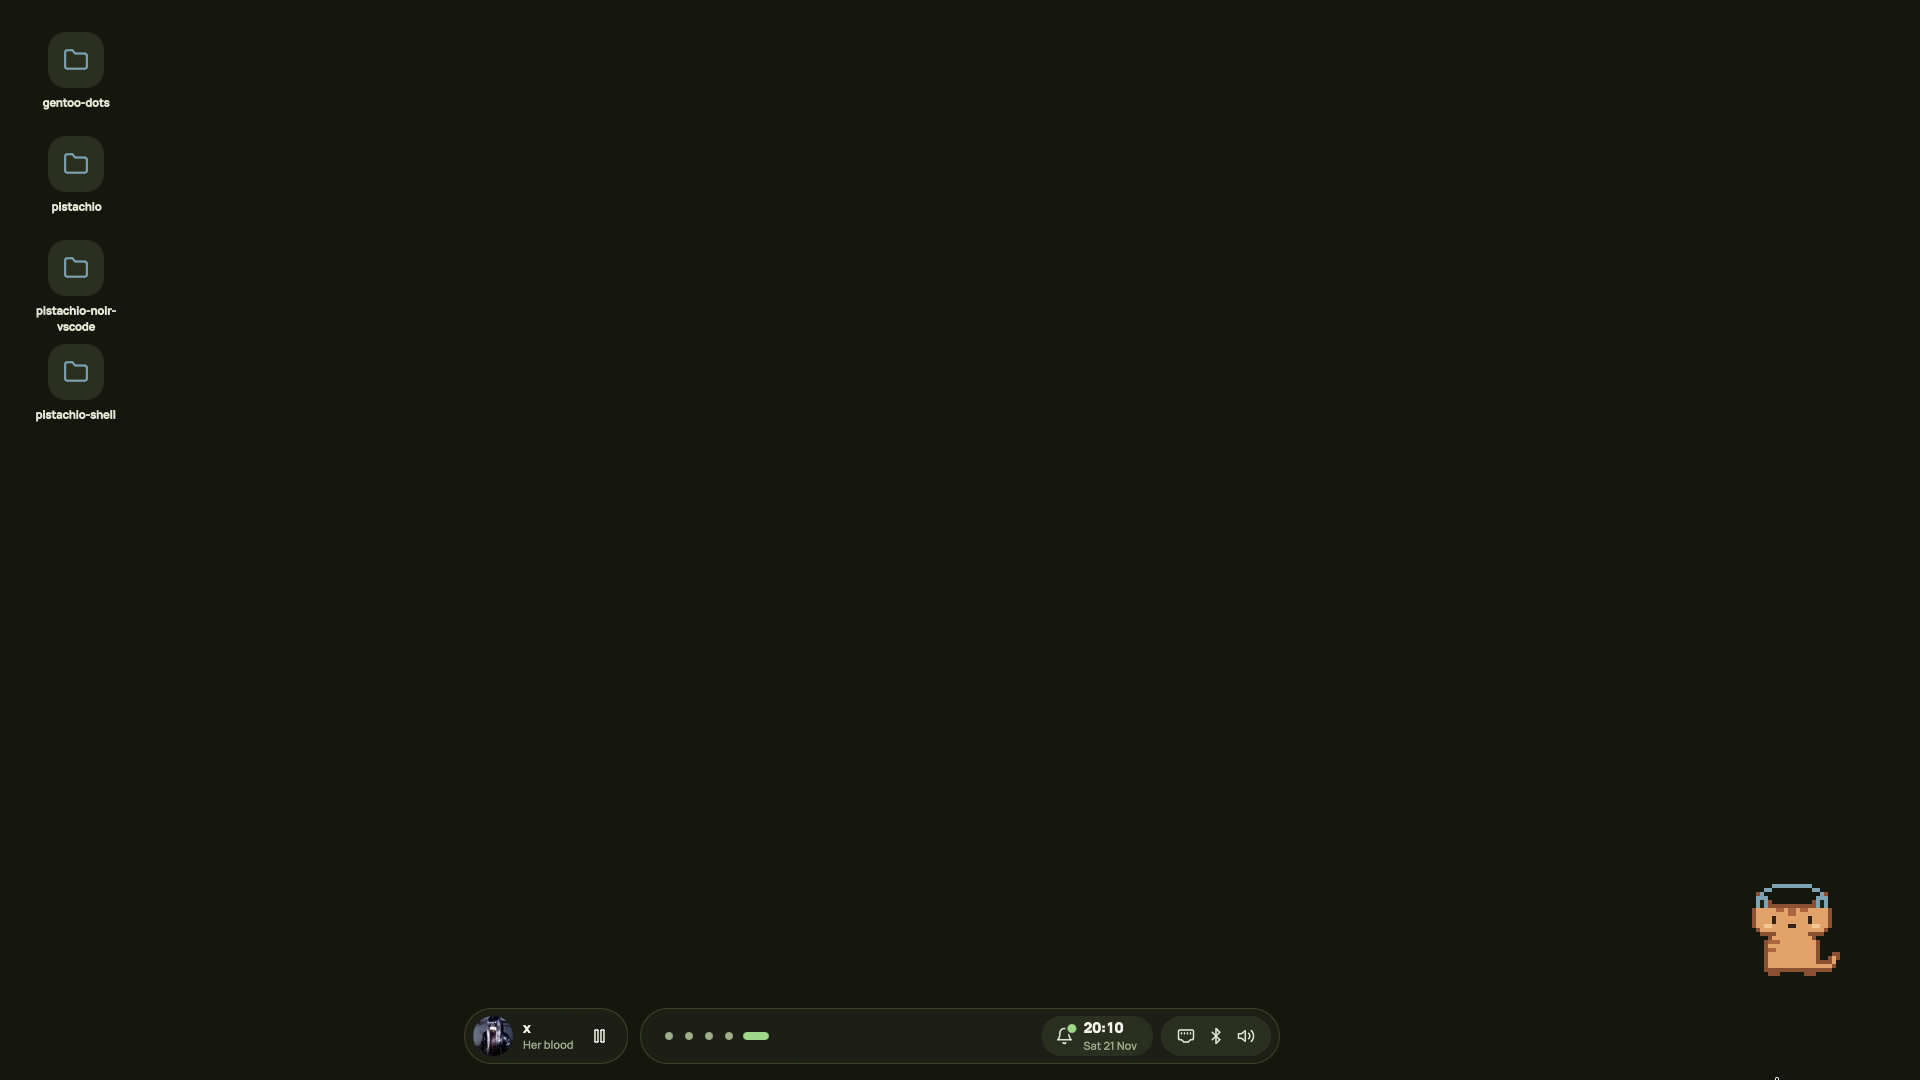 gentoo-dots
pistachio
pistachio-noir-
vscode
pistachio-shell
x
Her blood
20:10
Sat 21 Nov